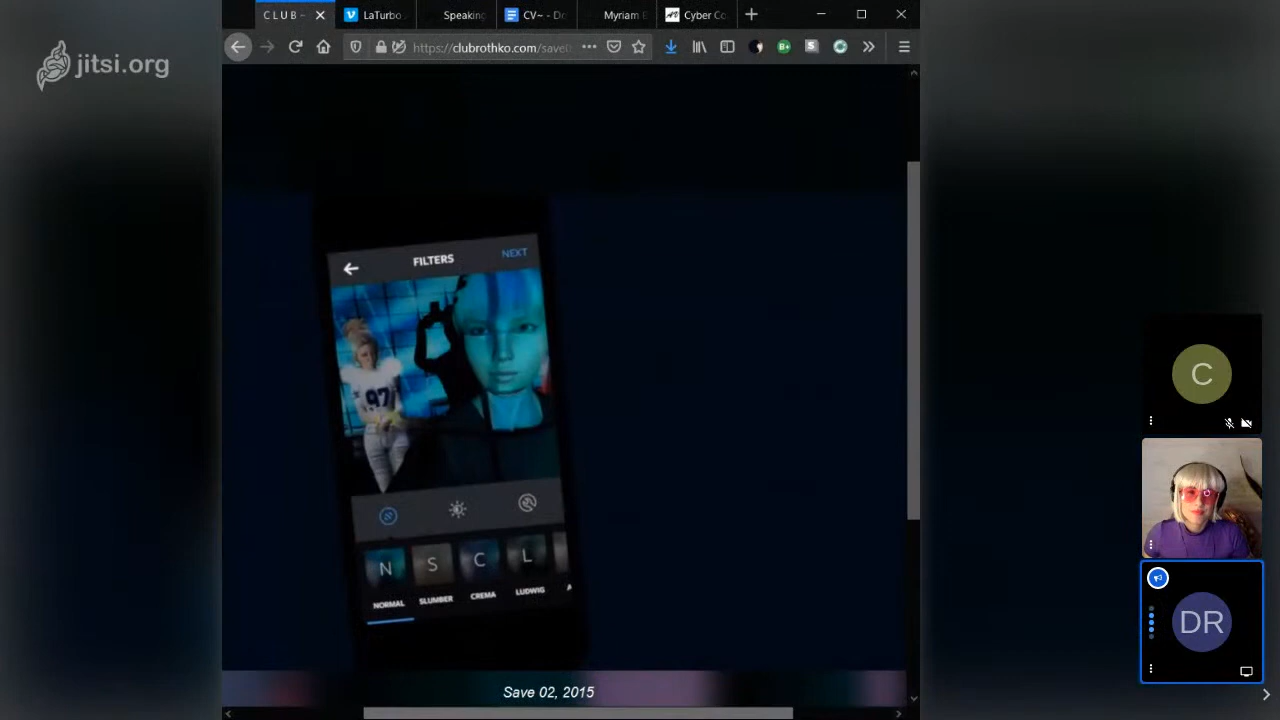 jitsi.org
CLUB -
LaTurbo
Speaking
CV~ - D
Myriam
Cyber Co
https://clubrothko.com/save
B+
S
FILTERS
NEXT
97
N
S
C
L
NORMAL
SLUMBER
CREMA
LUDWIG
Save 02, 2015
C
DR